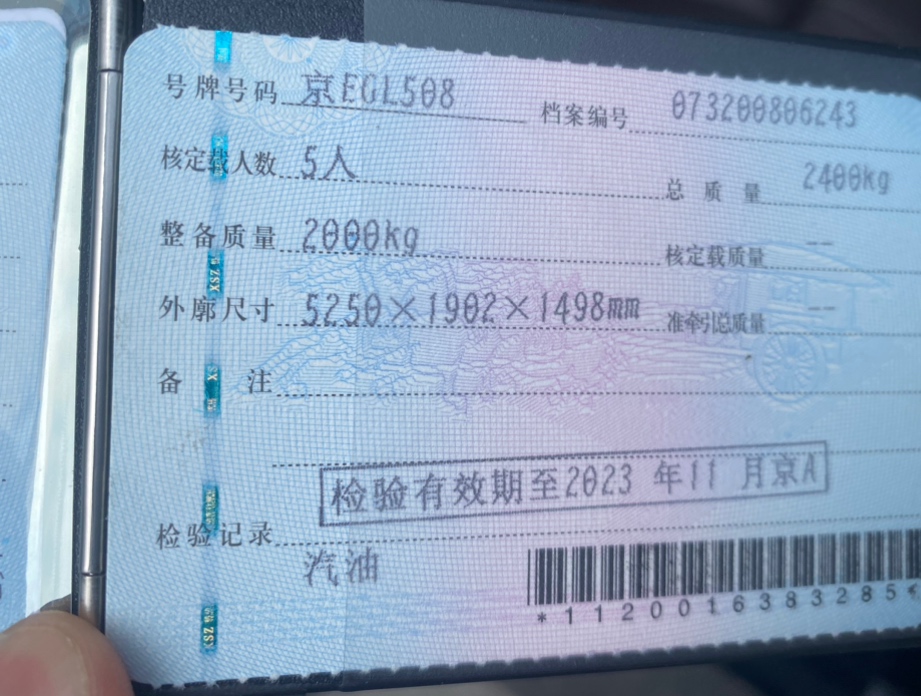 号牌号码 京EGL508 档案编号 073200806243
核定载人数 5人 总质量 2400kg
整备质量 2000kg 核定载质量 --
外廓尺寸 5250×1902×1498mm 准牵引总质量 --
备注
检验有效期至2023年11月京A
检验记录
汽油
*1120016383285*